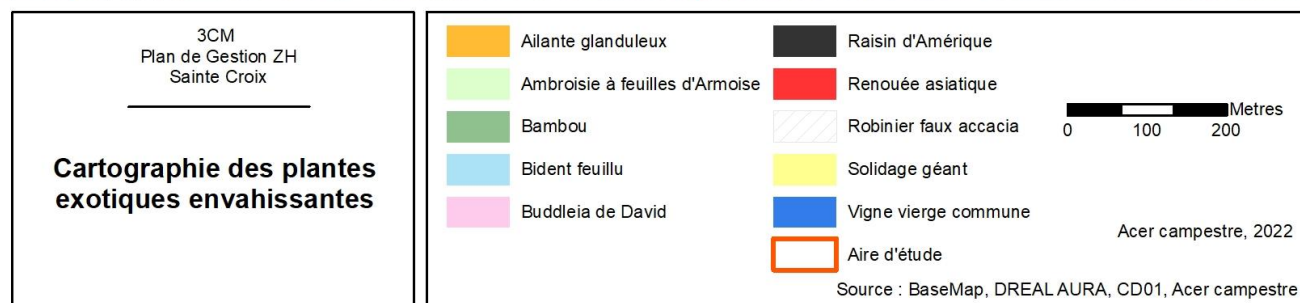 3CM
Plan de Gestion ZH
Sainte Croix
Cartographie des plantes
exotiques envahissantes
Ailante glanduleux
Ambroisie à feuilles d'Armoise
Bambou
Bident feuillu
Buddleia de David
Raisin d'Amérique
Renouée asiatique
Robinier faux accacia
Solidage géant
Vigne vierge commune
Aire d'étude
Metres
0 100 200
Acer campestre, 2022
Source : BaseMap, DREAL AURA, CD01, Acer campestre